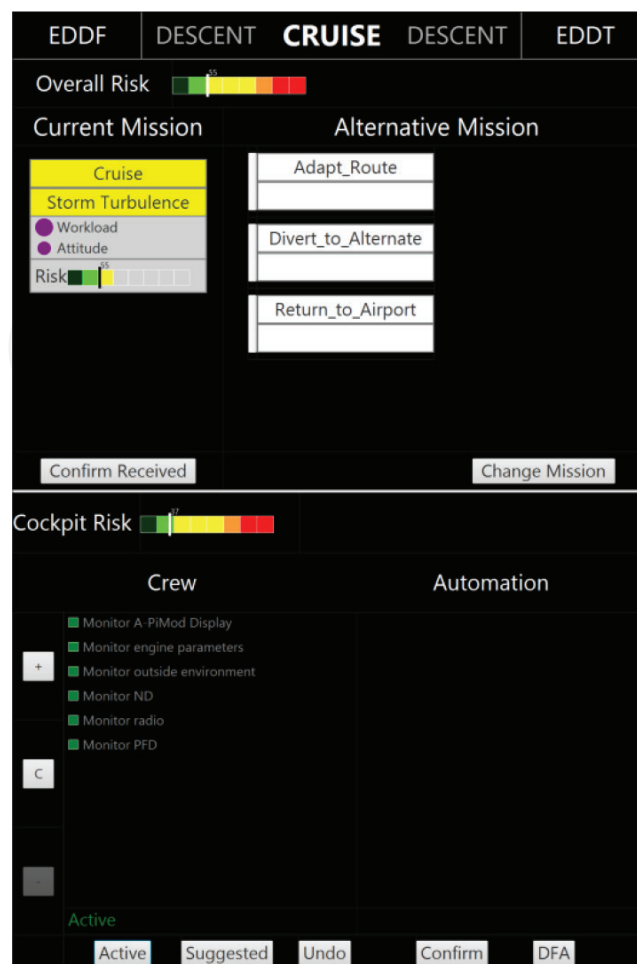 EDDF DESCENT CRUISE DESCENT EDDT
Overall Risk 55
Current Mission Alternative Mission
Cruise
Storm Turbulence
Workload
Attitude
Risk 55
Adapt_Route
Divert_to_Alternate
Return_to_Airport
Confirm Received Change Mission
Cockpit Risk 37
Crew Automation
Monitor A-PiMod Display
Monitor engine parameters
+
Monitor outside environment
Monitor ND
Monitor radio
Monitor PFD
C
-
Active
Active Suggested Undo Confirm DFA